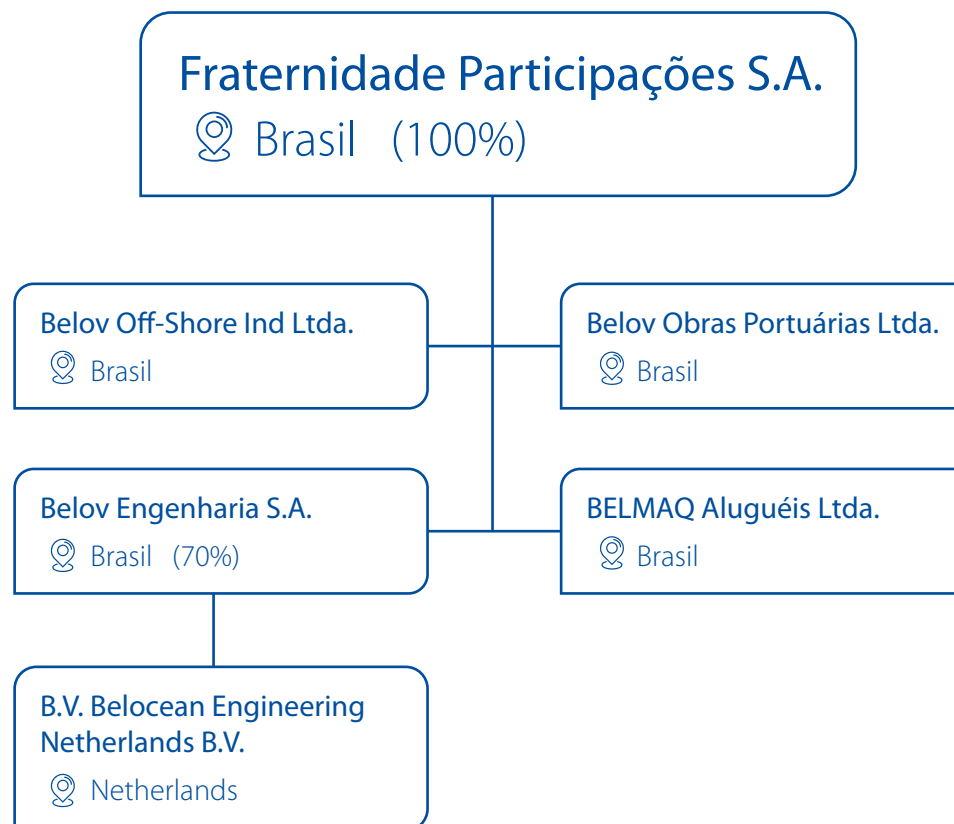 Fraternidade Participações S.A.
Brasil (100%)
Belov Off-Shore Ind Ltda.
Brasil
Belov Obras Portuárias Ltda.
Brasil
Belov Engenharia S.A.
Brasil (70%)
BELMAQ Aluguéis Ltda.
Brasil
B.V. Belocean Engineering
Netherlands B.V.
Netherlands